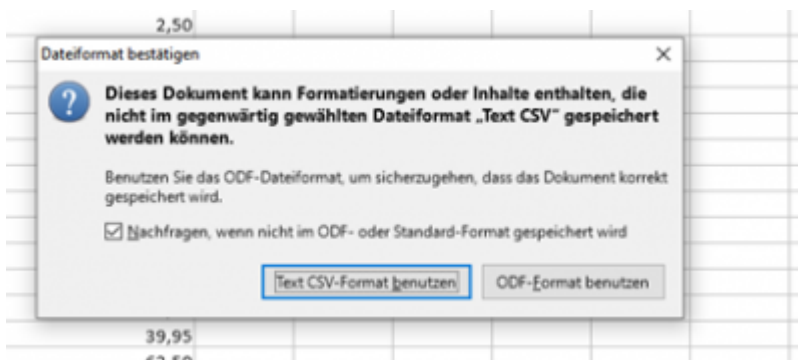 2,50
Dateiformat bestätigen
Dieses Dokument kann Formatierungen oder Inhalte enthalten, die
nicht im gegenwärtig gewählten Dateiformat „Text CSV“ gespeichert
werden können.
Benutzen Sie das ODF-Dateiformat, um sicherzugehen, dass das Dokument korrekt
gespeichert wird.
Nachfragen, wenn nicht im ODF- oder Standard-Format gespeichert wird
Text CSV-Format benutzen ODF-Format benutzen
39,95